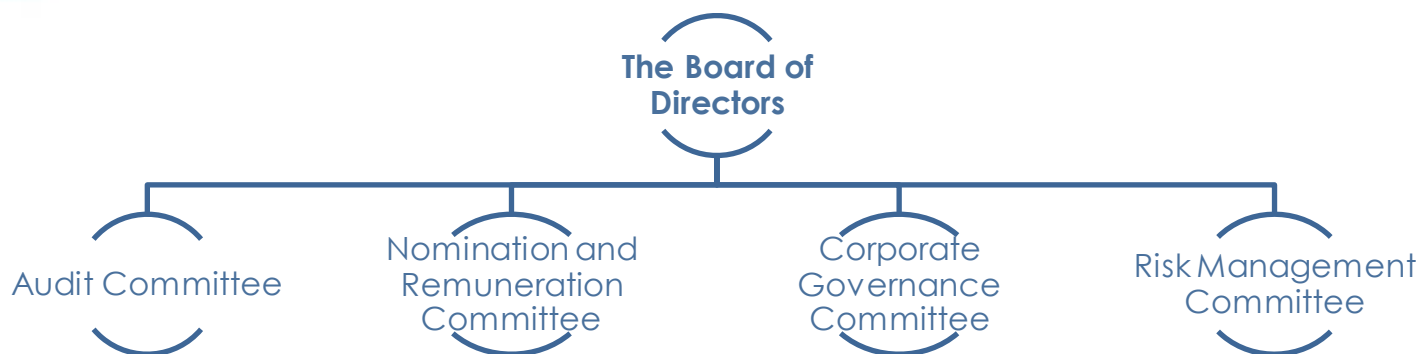 The Board of
Directors
Audit Committee
Nomination and
Remuneration
Committee
Corporate
Governance
Committee
Risk Management
Committee